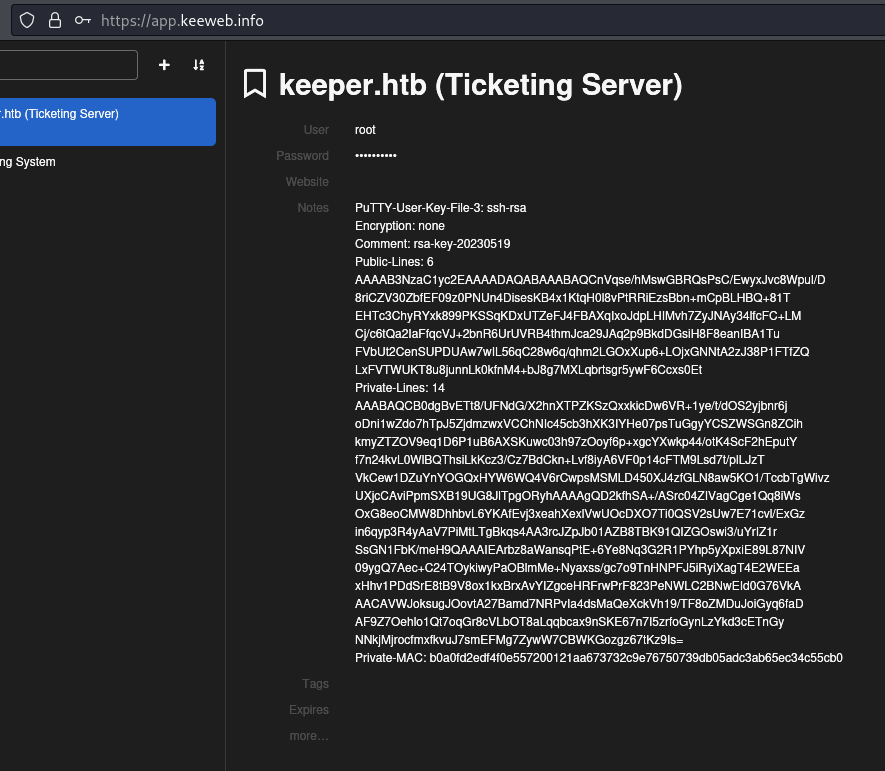 https://app.keeweb.info
keeper.htb (Ticketing Server)
.htb (Ticketing Server)
ng System
User
root
Password
••••••••••
Website
Notes
PuTTY-User-Key-File-3: ssh-rsa
Encryption: none
Comment: rsa-key-20230519
Public-Lines: 6
AAAAB3NzaC1yc2EAAAADAQABAAABAQCnVqse/hMswGBRQsPsC/EwyxJvc8Wpul/D
8riCZV30ZbfEF09z0PNUn4DisesKB4x1KtqH0l8vPtRRiEzsBbn+mCpBLHBQ+81T
EHTc3ChyRYxk899PKSSqKDxUTZeFJ4FBAXqIxoJdpLHIMvh7ZyJNAy34lfcFC+LM
Cj/c6tQa2IaFfqcVJ+2bnR6UrUVRB4thmJca29JAq2p9BkdDGsiH8F8eanIBA1Tu
FVbUt2CenSUPDUAw7wIL56qC28w6q/qhm2LGOxXup6+LOjxGNNtA2zJ38P1FTfZQ
LxFVTWUKT8u8junnLk0kfnM4+bJ8g7MXLqbrtsgr5ywF6Ccxs0Et
Private-Lines: 14
AAABAQCB0dgBvETt8/UFNdG/X2hnXTPZKSzQxxkicDw6VR+1ye/t/dOS2yjbnr6j
oDni1wZdo7hTpJ5ZjdmzwxVCChNIc45cb3hXK3IYHe07psTuGgyYCSZWSGn8ZCih
kmyZTZOV9eq1D6P1uB6AXSKuwc03h97zOoyf6p+xgcYXwkp44/otK4ScF2hEputY
f7n24kvL0WlBQThsiLkKcz3/Cz7BdCkn+Lvf8iyA6VF0p14cFTM9Lsd7t/plLJzT
VkCew1DZuYnYOGQxHYW6WQ4V6rCwpsMSMLD450XJ4zfGLN8aw5KO1/TccbTgWivz
UXjcCAviPpmSXB19UG8JlTpgORyhAAAAgQD2kfhSA+/ASrc04ZIVagCge1Qq8iWs
OxG8eoCMW8DhhbvL6YKAfEvj3xeahXexlVwUOcDXO7Ti0QSV2sUw7E71cvl/ExGz
in6qyp3R4yAaV7PiMtLTgBkqs4AA3rcJZpJb01AZB8TBK91QIZGOswi3/uYrIZ1r
SsGN1FbK/meH9QAAAIEArbz8aWansqPtE+6Ye8Nq3G2R1PYhp5yXpxiE89L87NIV
09ygQ7Aec+C24TOykiwyPaOBlmMe+Nyaxss/gc7o9TnHNPFJ5iRyiXagT4E2WEEa
xHhv1PDdSrE8tB9V8ox1kxBrxAvYIZgceHRFrwPrF823PeNWLC2BNwEId0G76VkA
AACAVWJoksugJOovtA27Bamd7NRPvIa4dsMaQeXckVh19/TF8oZMDuJoiGyq6faD
AF9Z7Oehlo1Qt7oqGr8cVLbOT8aLqqbcax9nSKE67n7I5zrfoGynLzYkd3cETnGy
NNkjMjrocfmxfkvuJ7smEFMg7ZywW7CBWKGozgz67tKz9Is=
Private-MAC: b0a0fd2edf4f0e557200121aa673732c9e76750739db05adc3ab65ec34c55cb0
Tags
Expires
more…